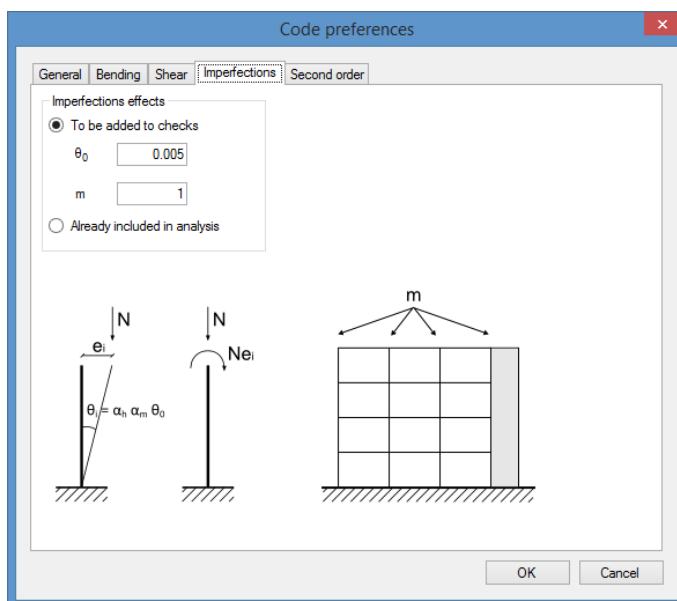 Code preferences
General Bending Shear Imperfections Second order
Imperfections effects
To be added to checks
θ0 0.005
m 1
Already included in analysis
m
N N
ei Nei
θi = αh αm θ0
OK Cancel